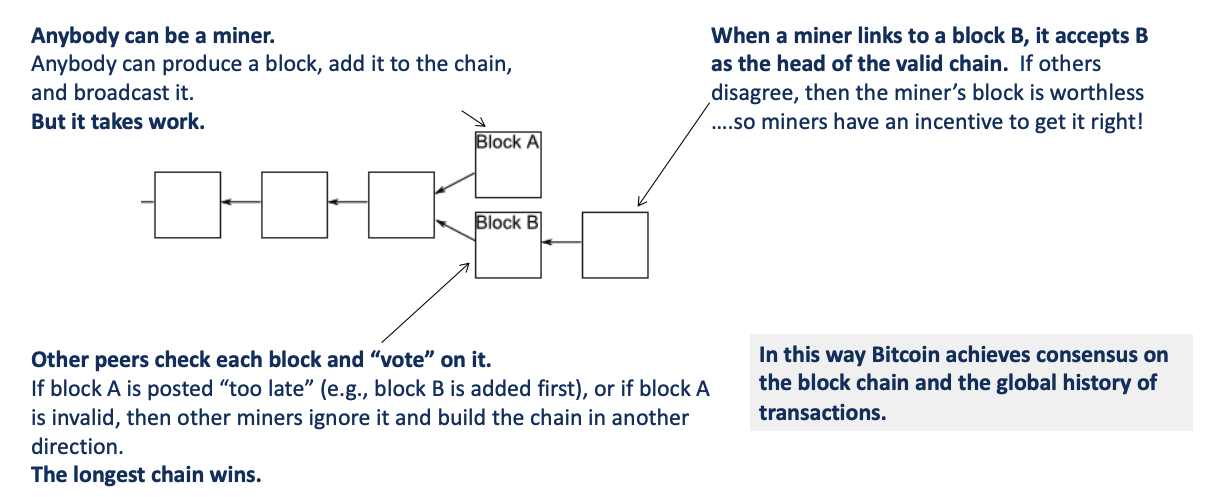 Anybody can be a miner.
Anybody can produce a block, add it to the chain,
and broadcast it.
But it takes work.
When a miner links to a block B, it accepts B
as the head of the valid chain.  If others
disagree, then the miner’s block is worthless
....so miners have an incentive to get it right!
Block A
Block B
Other peers check each block and “vote” on it.
If block A is posted “too late” (e.g., block B is added first), or if block A
is invalid, then other miners ignore it and build the chain in another
direction.
The longest chain wins.
In this way Bitcoin achieves consensus on
the block chain and the global history of
transactions.